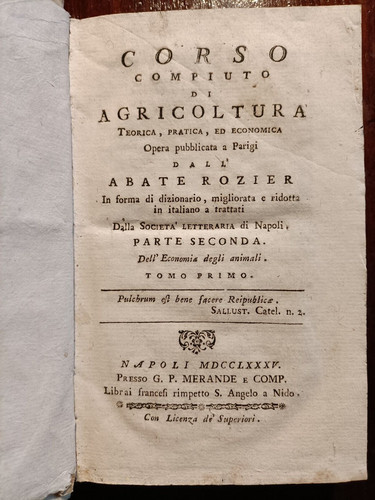 CORSO
COMPIUTO
DI
AGRICOLTURA
TEORICA, PRATICA, ED ECONOMICA
Opera pubblicata a Parigi
DALL'
ABATE ROZIER
In forma di dizionario, migliorata e ridotta
in italiano a trattati
Dalla SOCIETA' LETTERARIA di Napoli.
PARTE SECONDA.
Dell' Economia degli animali.
TOMO PRIMO.
Pulchrum est bene facere Reipublicæ.
SALLUST. Catel. n. 2.
NAPOLI MDCCLXXXV.
PRESSO G. P. MERANDE E COMP.
Librai francesi rimpetto S. Angelo a Nido.
Con Licenza de' Superiori.